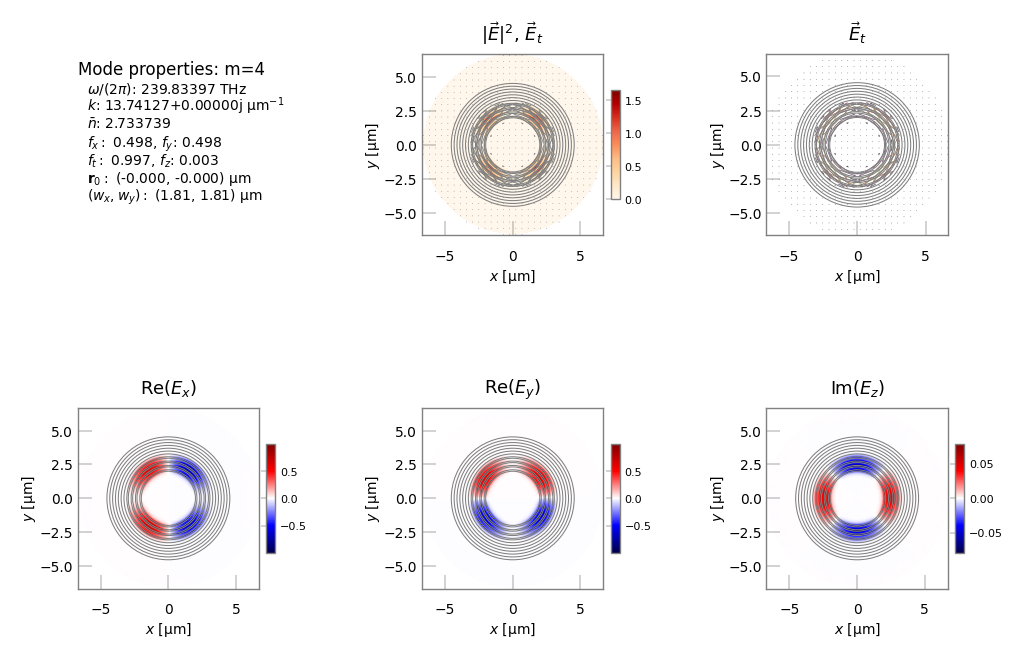 Mode properties: m=4
ω/(2π): 239.83397 THz
k: 13.74127+0.00000j μm⁻¹
n̄: 2.733739
fₓ: 0.498, f_y: 0.498
f_t: 0.997, f_z: 0.003
r₀: (-0.000, -0.000) μm
(wₓ, w_y): (1.81, 1.81) μm
|E⃗|², E⃗_t
5.0
2.5
0.0
−2.5
−5.0
y [μm]
−5 0 5
x [μm]
1.5
1.0
0.5
0.0
E⃗_t
5.0
2.5
0.0
−2.5
−5.0
y [μm]
−5 0 5
x [μm]
Re(Eₓ)
5.0
2.5
0.0
−2.5
−5.0
y [μm]
−5 0 5
x [μm]
0.5
0.0
−0.5
Re(E_y)
5.0
2.5
0.0
−2.5
−5.0
y [μm]
−5 0 5
x [μm]
0.5
0.0
−0.5
Im(E_z)
5.0
2.5
0.0
−2.5
−5.0
y [μm]
−5 0 5
x [μm]
0.05
0.00
−0.05